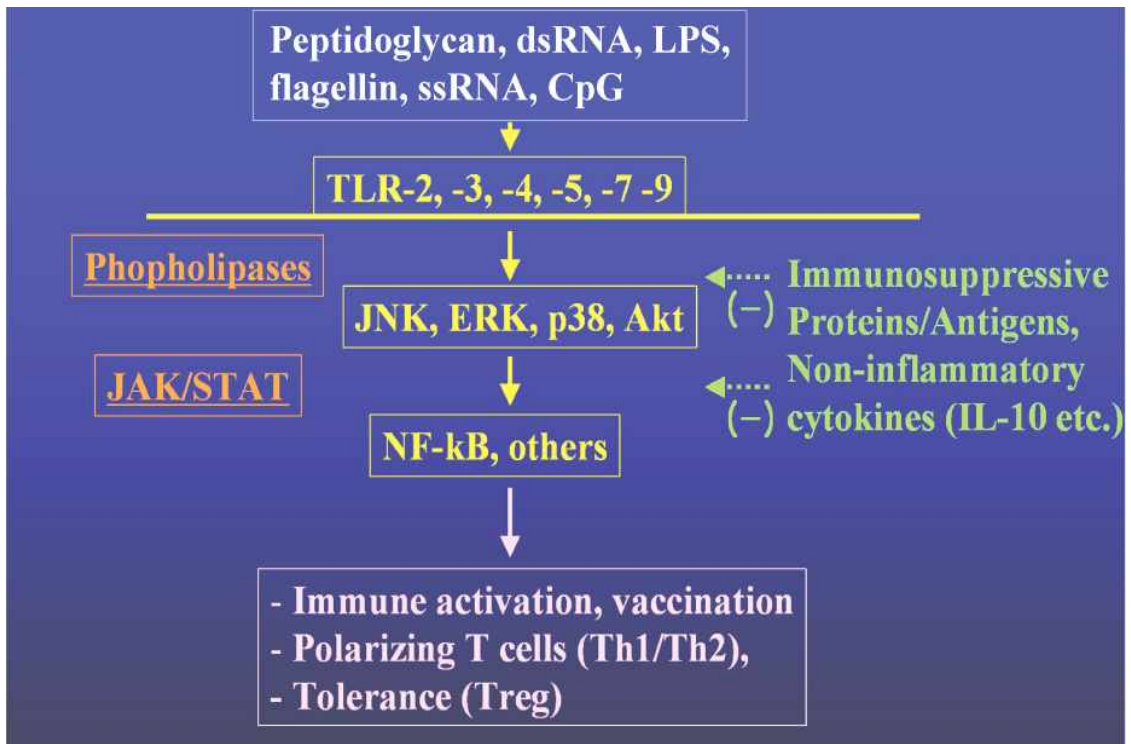 Peptidoglycan, dsRNA, LPS,
flagellin, ssRNA, CpG
TLR-2, -3, -4, -5, -7 -9
Phopholipases
JNK, ERK, p38, Akt
JAK/STAT
NF-kB, others
(−)
(−)
Immunosuppressive
Proteins/Antigens,
Non-inflammatory
cytokines (IL-10 etc.)
- Immune activation, vaccination
- Polarizing T cells (Th1/Th2),
- Tolerance (Treg)